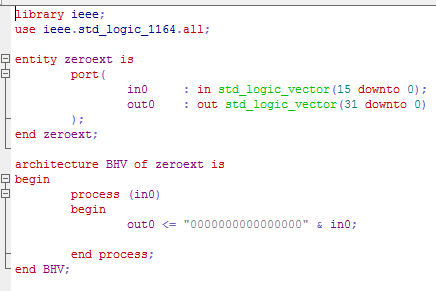 library ieee;
use ieee.std_logic_1164.all;
entity zeroext is
port(
in0 : in std_logic_vector(15 downto 0);
out0 : out std_logic_vector(31 downto 0)
);
end zeroext;
architecture BHV of zeroext is
begin
process (in0)
begin
out0 <= "0000000000000000" & in0;
end process;
end BHV;